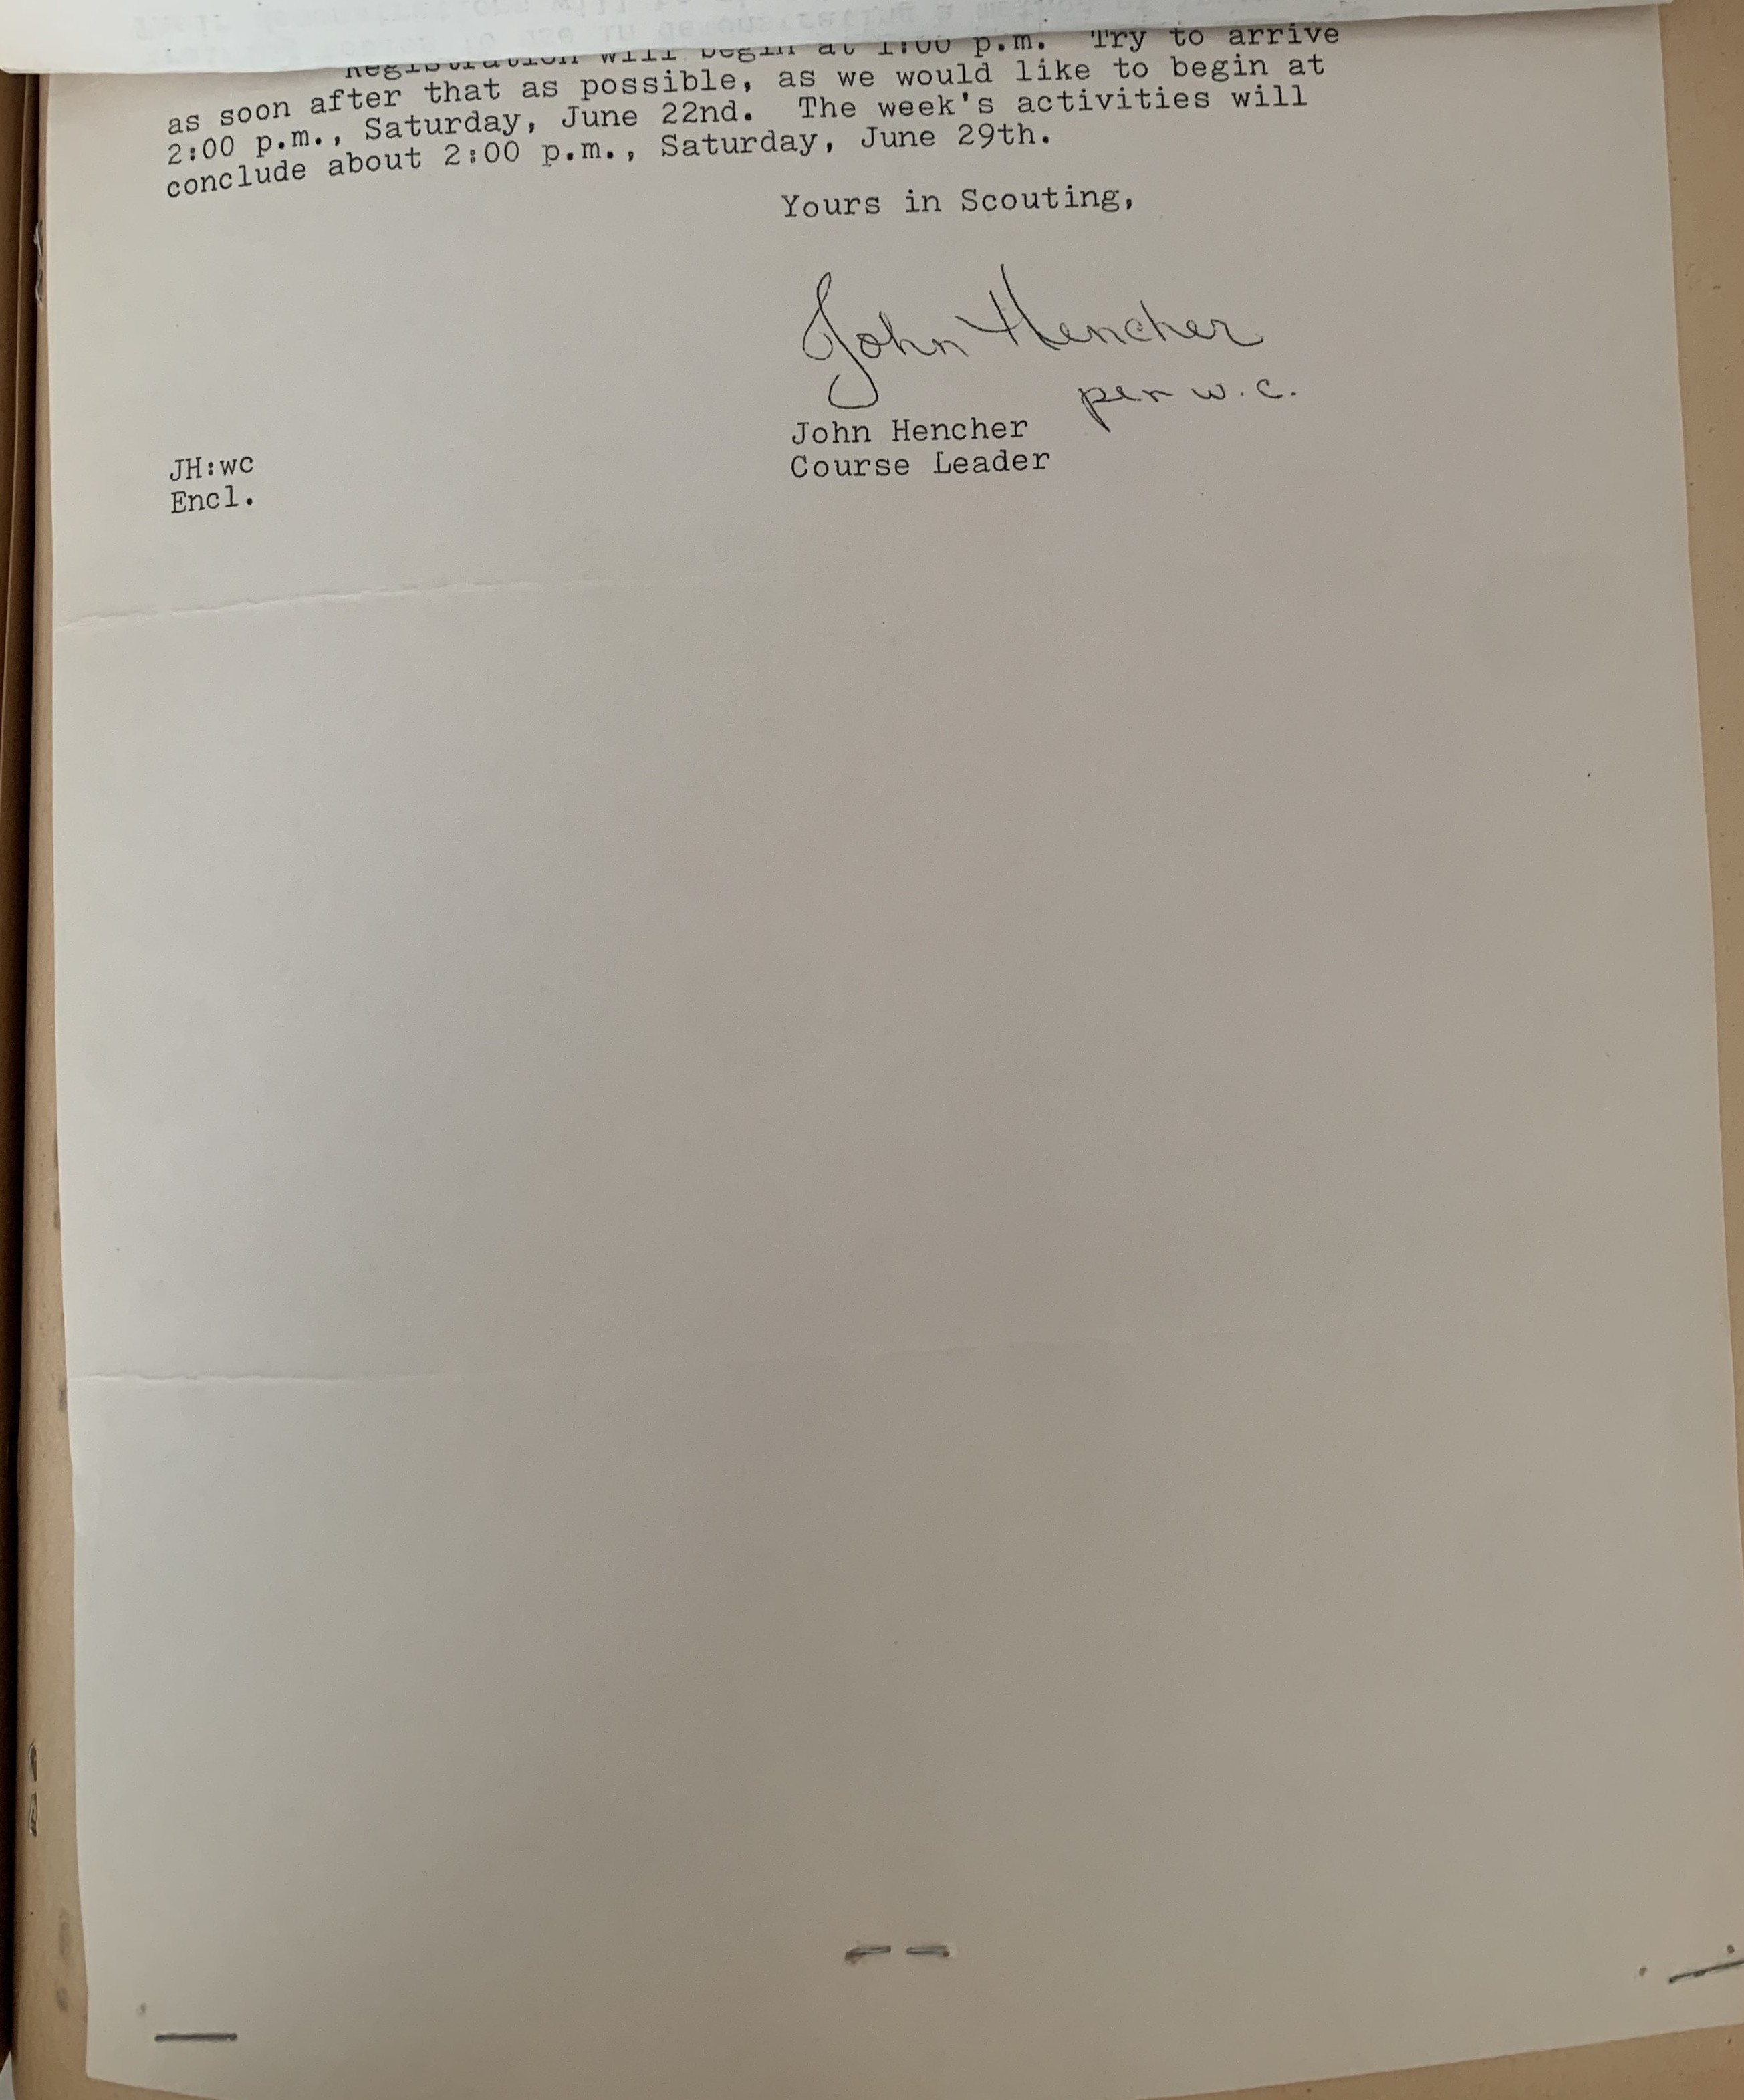 Registration will begin at 1:00 p.m. Try to arrive
as soon after that as possible, as we would like to begin at
2:00 p.m., Saturday, June 22nd. The week's activities will
conclude about 2:00 p.m., Saturday, June 29th.
Yours in Scouting,
John Hencher
per w.c.
John Hencher
Course Leader
JH:wc
Encl.